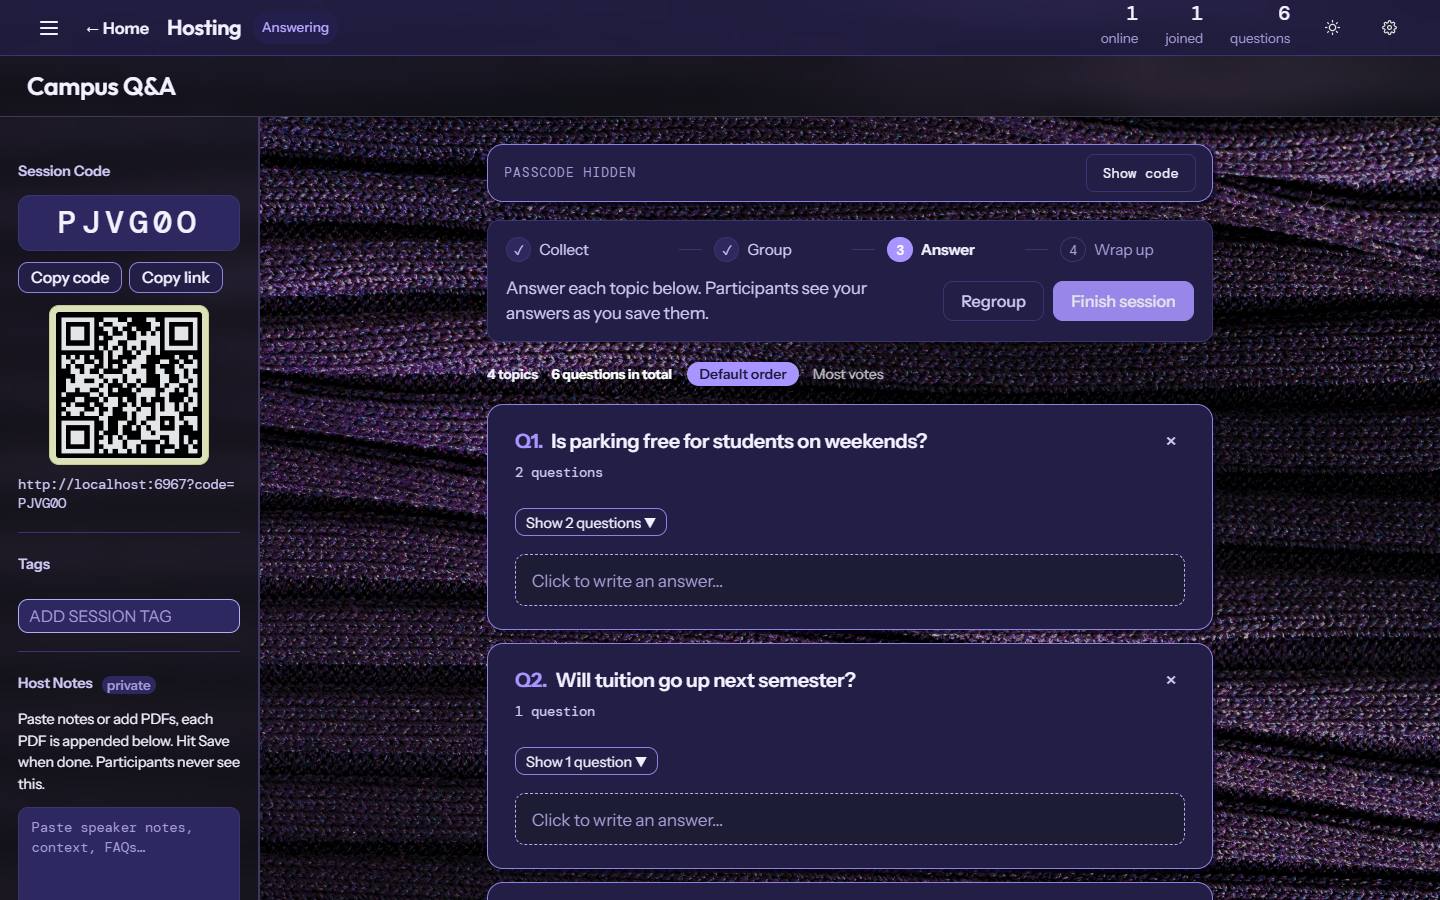 ← Home
Hosting
Answering
1
online
1
joined
6
questions
Campus Q&A
Session Code
PJVG0O
Copy code
Copy link
http://localhost:6967?code=
PJVG0O
Tags
ADD SESSION TAG
Host Notes
private
Paste notes or add PDFs, each
PDF is appended below. Hit Save
when done. Participants never see
this.
Paste speaker notes,
context, FAQs…
PASSCODE HIDDEN
Show code
✓ Collect
✓ Group
3 Answer
4 Wrap up
Answer each topic below. Participants see your
answers as you save them.
Regroup
Finish session
4 topics
6 questions in total
Default order
Most votes
Q1. Is parking free for students on weekends?
×
2 questions
Show 2 questions ▼
Click to write an answer…
Q2. Will tuition go up next semester?
×
1 question
Show 1 question ▼
Click to write an answer…